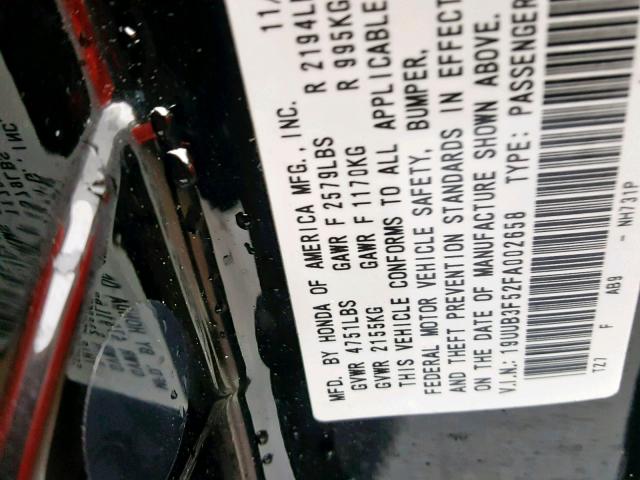 11/
MFD. BY HONDA OF AMERICA MFG., INC.
GVWR 4751LBS GAWR F 2579LBS R 2194L
GVWR 2155KG GAWR F 1170KG R 995KG
THIS VEHICLE CONFORMS TO ALL APPLICABLE
FEDERAL MOTOR VEHICLE SAFETY, BUMPER,
AND THEFT PREVENTION STANDARDS IN EFFECT
ON THE DATE OF MANUFACTURE SHOWN ABOVE.
V.I.N.: 19UUB3F52FA002658 TYPE: PASSENGER
TZ7 F AB9 - NH731P